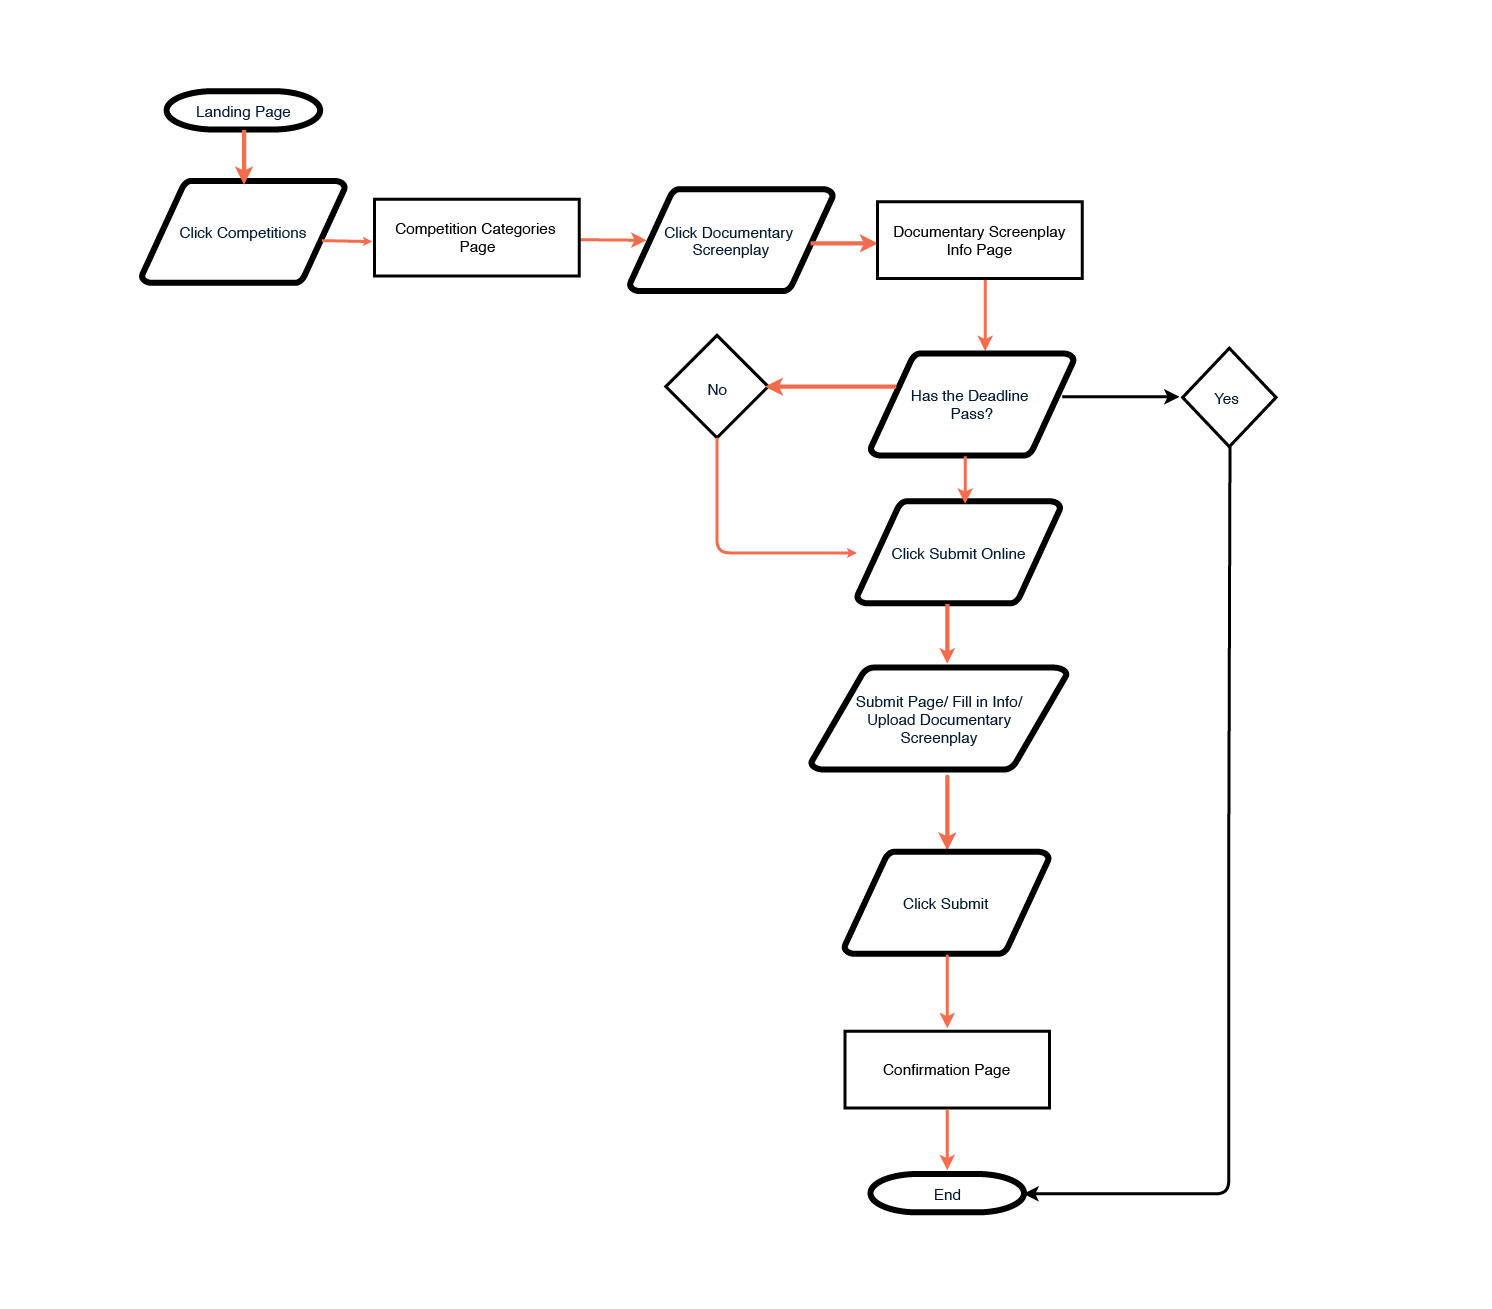 Landing Page
Click Competitions
Competition Categories
Page
Click Documentary
Screenplay
Documentary Screenplay
Info Page
No
Has the Deadline
Pass?
Yes
Click Submit Online
Submit Page/ Fill in Info/
Upload Documentary
Screenplay
Click Submit
Confirmation Page
End